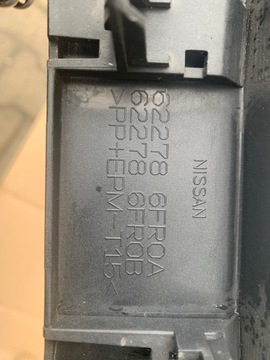 NISSAN
62278 6FR0A
62278 6FR0B
>PP+EPM-T15<